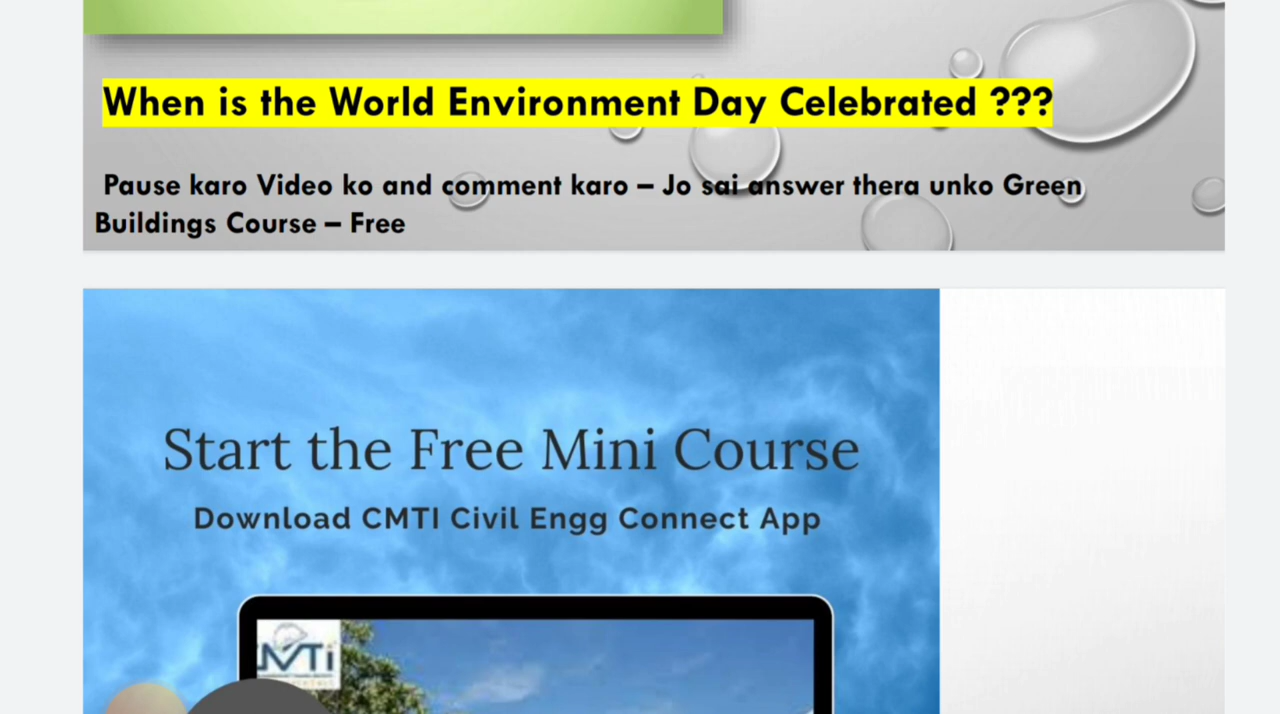 When is the World Environment Day Celebrated ???
Pause karo Video ko and comment karo – Jo sai answer thera unko Green
Buildings Course – Free
Start the Free Mini Course
Download CMTI Civil Engg Connect App